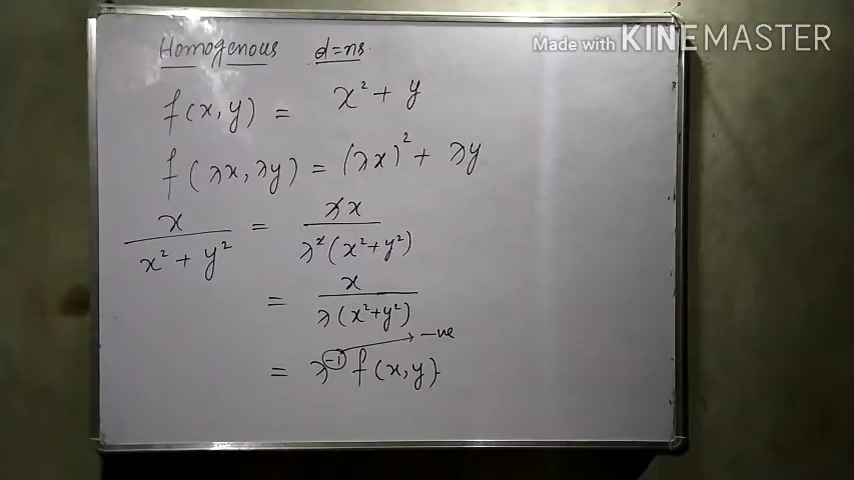 Made with KINEMASTER
Homogenous d=ns.
f(x,y) = x² + y
f(λx, λy) = (λx)² + λy
x / (x² + y²) = λx / λ²(x²+y²)
= x / λ(x²+y²)
-ve
= λ⁻¹ f(x,y)